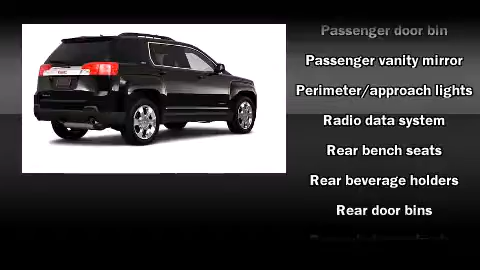 Passenger door bin
Passenger vanity mirror
Perimeter/approach lights
Radio data system
Rear bench seats
Rear beverage holders
Rear door bins